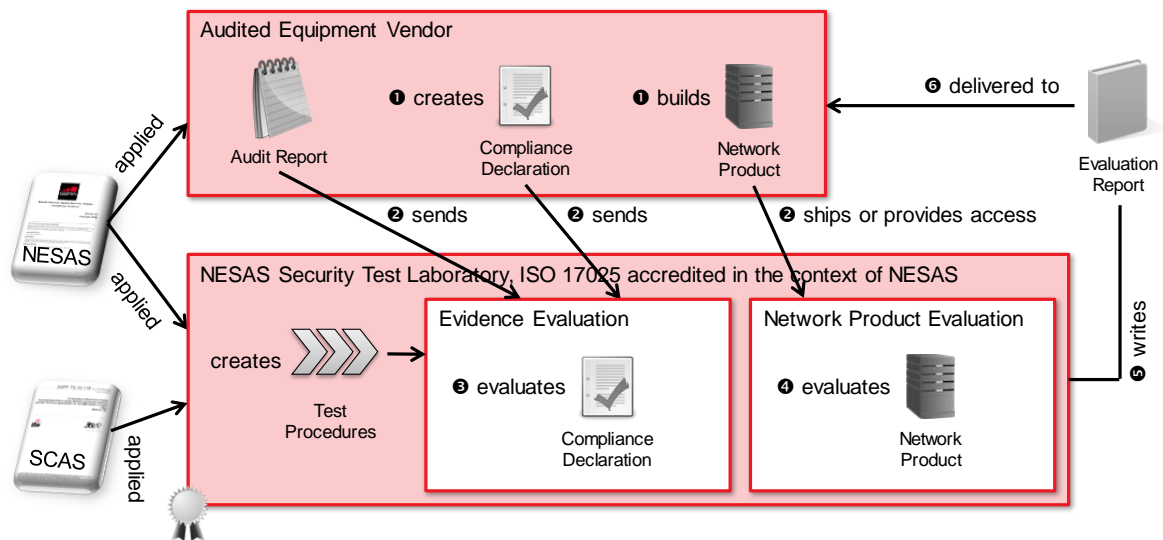 Audited Equipment Vendor
❶ creates
❶ builds
❻ delivered to
Audit Report
Compliance
Declaration
Network
Product
Evaluation
Report
applied
NESAS
applied
❷ sends
❷ sends
❷ ships or provides access
NESAS Security Test Laboratory, ISO 17025 accredited in the context of NESAS
creates
Test
Procedures
Evidence Evaluation
❸ evaluates
Compliance
Declaration
Network Product Evaluation
❹ evaluates
Network
Product
❺ writes
SCAS
applied